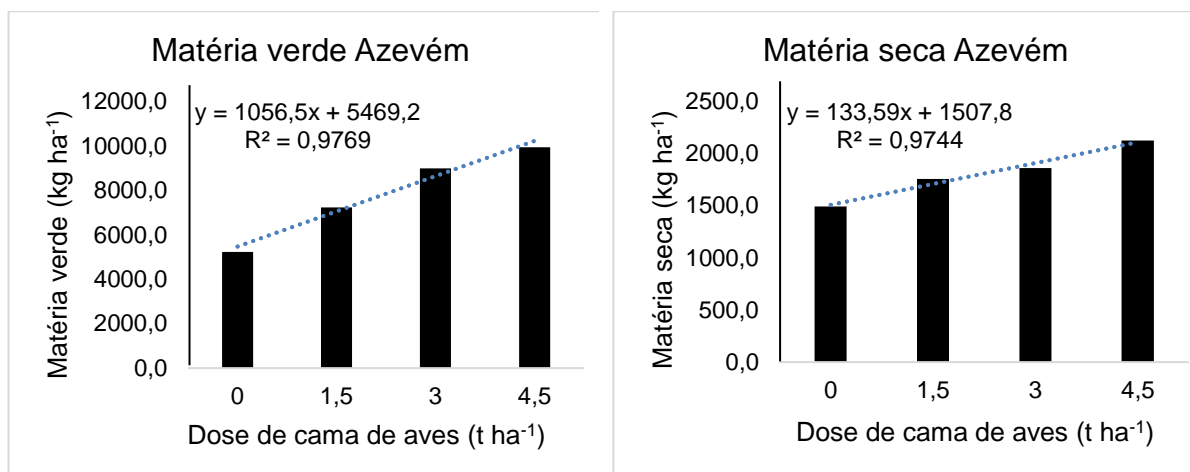 Matéria verde Azevém
y = 1056,5x + 5469,2
R² = 0,9769
Matéria verde (kg ha⁻¹)
12000,0
10000,0
8000,0
6000,0
4000,0
2000,0
0,0
0 1,5 3 4,5
Dose de cama de aves (t ha⁻¹)
Matéria seca Azevém
y = 133,59x + 1507,8
R² = 0,9744
Matéria seca (kg ha⁻¹)
2500,0
2000,0
1500,0
1000,0
500,0
0,0
0 1,5 3 4,5
Dose de cama de aves (t ha⁻¹)